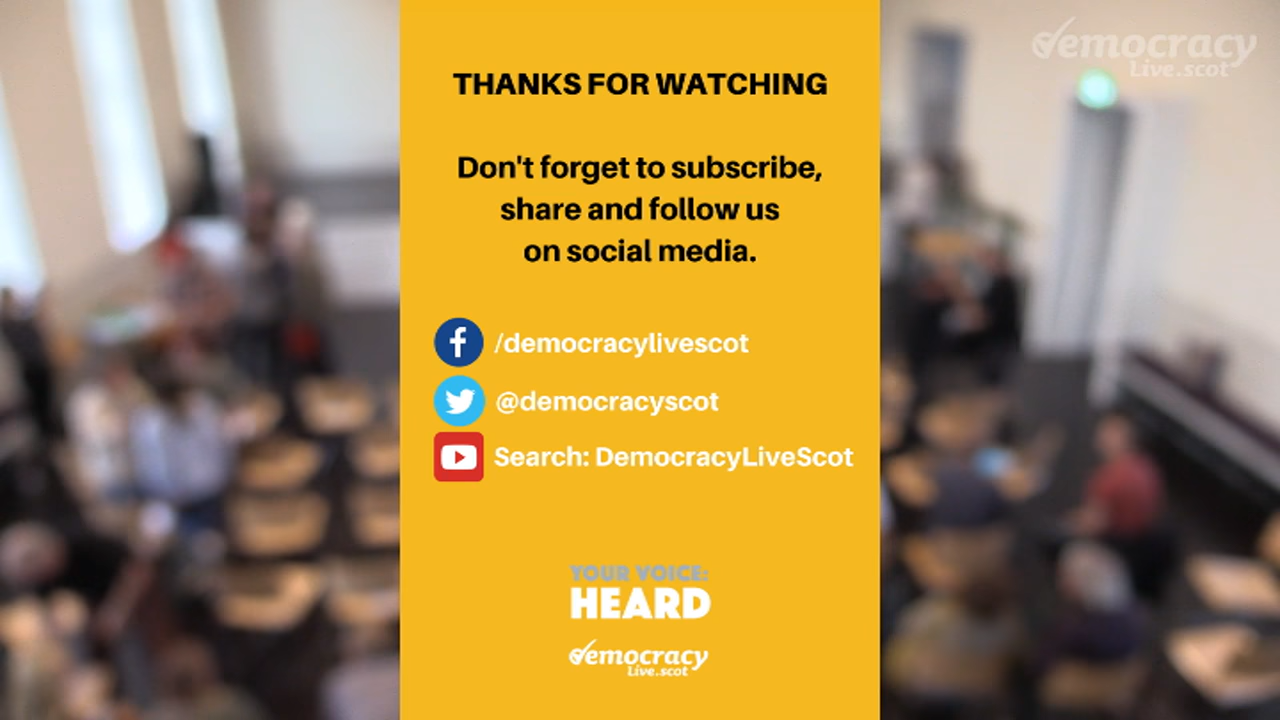 democracy
Live.scot
THANKS FOR WATCHING
Don't forget to subscribe,
share and follow us
on social media.
/democracylivescot
@democracyscot
Search: DemocracyLiveScot
YOUR VOICE:
HEARD
democracy
Live.scot